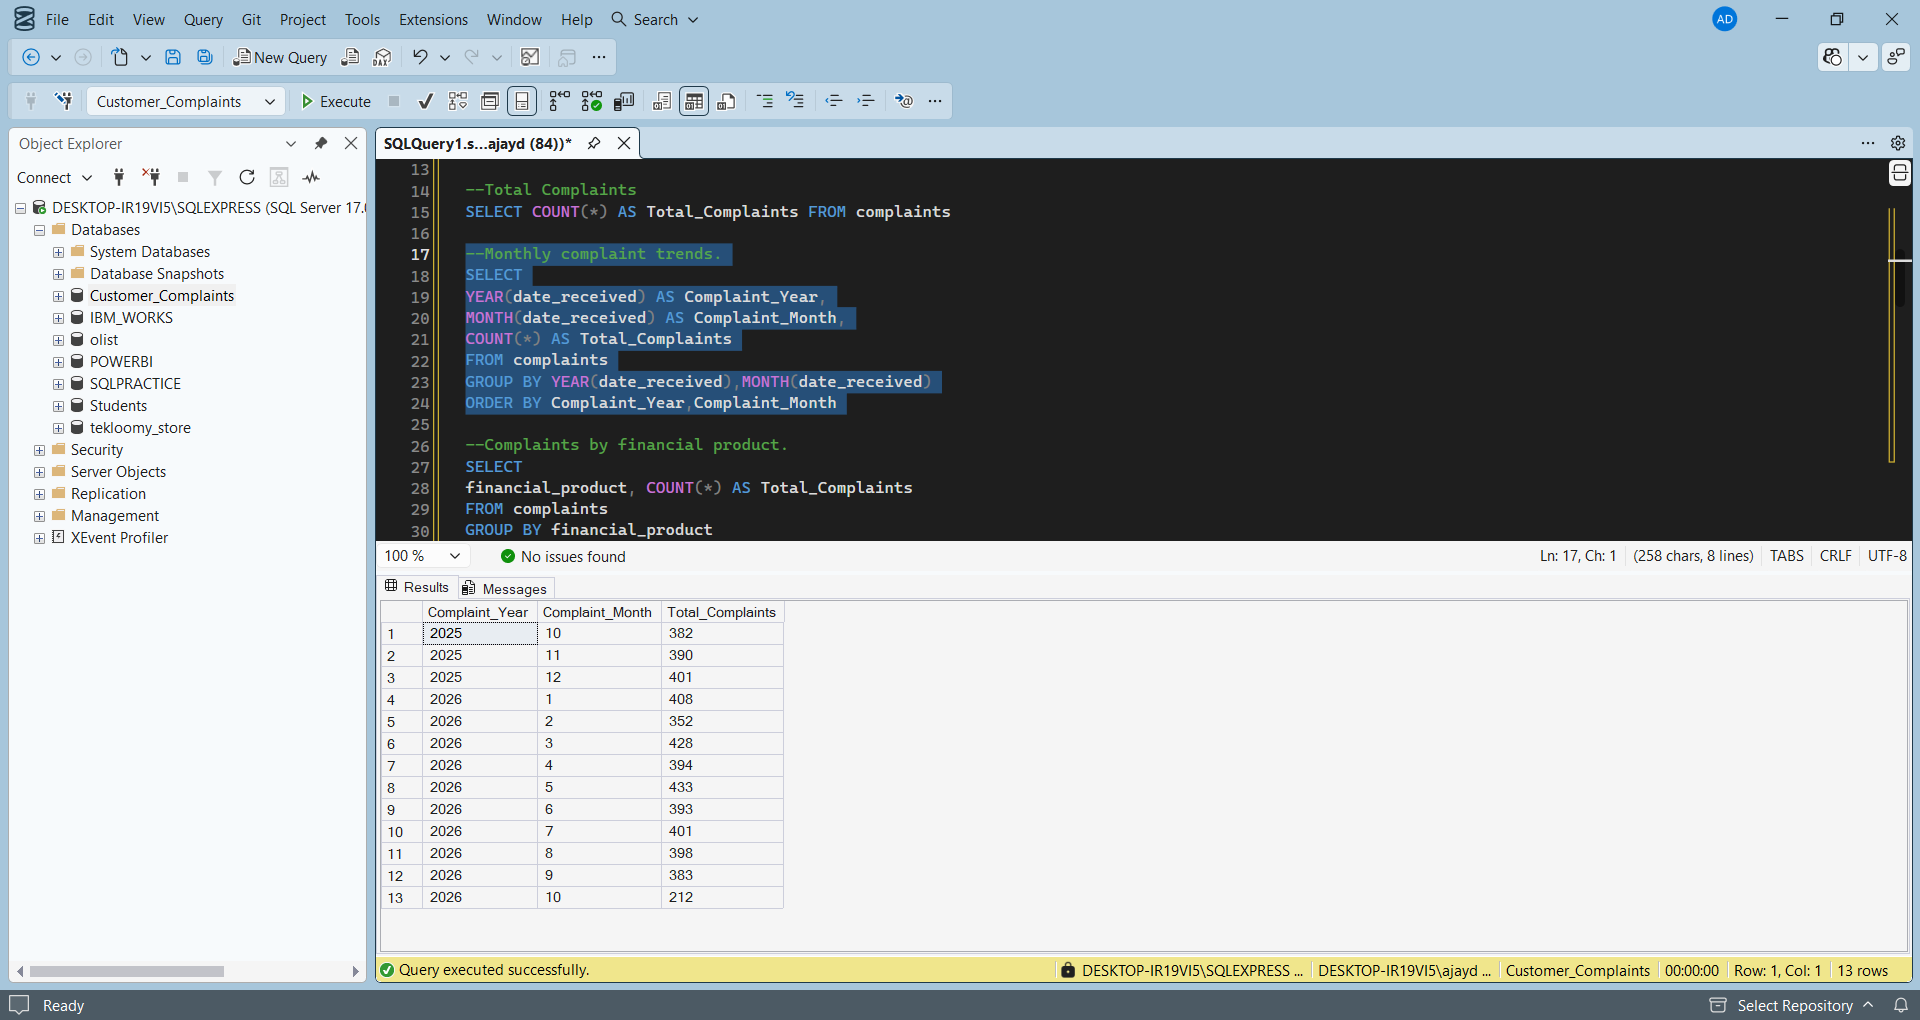 File Edit View Query Git Project Tools Extensions Window Help Search AD
New Query DAX
Customer_Complaints Execute
Object Explorer
Connect
DESKTOP-IR19VI5\SQLEXPRESS (SQL Server 17.0
Databases
System Databases
Database Snapshots
Customer_Complaints
IBM_WORKS
olist
POWERBI
SQLPRACTICE
Students
tekloomy_store
Security
Server Objects
Replication
Management
XEvent Profiler
SQLQuery1.s...ajayd (84))*
13
14 --Total Complaints
15 SELECT COUNT(*) AS Total_Complaints FROM complaints
16
17 --Monthly complaint trends.
18 SELECT
19 YEAR(date_received) AS Complaint_Year,
20 MONTH(date_received) AS Complaint_Month,
21 COUNT(*) AS Total_Complaints
22 FROM complaints
23 GROUP BY YEAR(date_received),MONTH(date_received)
24 ORDER BY Complaint_Year,Complaint_Month
25
26 --Complaints by financial product.
27 SELECT
28 financial_product, COUNT(*) AS Total_Complaints
29 FROM complaints
30 GROUP BY financial_product
100 % No issues found Ln: 17, Ch: 1 (258 chars, 8 lines) TABS CRLF UTF-8
Results Messages
Complaint_Year Complaint_Month Total_Complaints
1 2025 10 382
2 2025 11 390
3 2025 12 401
4 2026 1 408
5 2026 2 352
6 2026 3 428
7 2026 4 394
8 2026 5 433
9 2026 6 393
10 2026 7 401
11 2026 8 398
12 2026 9 383
13 2026 10 212
Query executed successfully. DESKTOP-IR19VI5\SQLEXPRESS ... DESKTOP-IR19VI5\ajayd ... Customer_Complaints 00:00:00 Row: 1, Col: 1 13 rows
Ready Select Repository